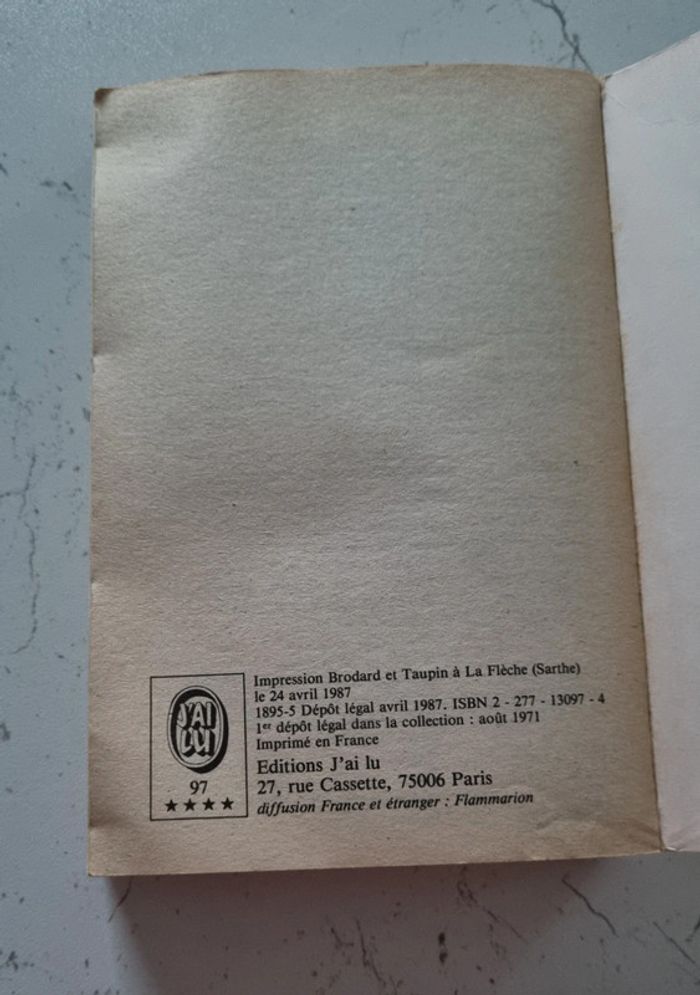 Impression Brodard et Taupin à La Flèche (Sarthe)
le 24 avril 1987
1895-5 Dépôt légal avril 1987. ISBN 2 - 277 - 13097 - 4
1er dépôt légal dans la collection : août 1971
Imprimé en France
J'AI
LU
97
★★★★
Editions J'ai lu
27, rue Cassette, 75006 Paris
diffusion France et étranger : Flammarion